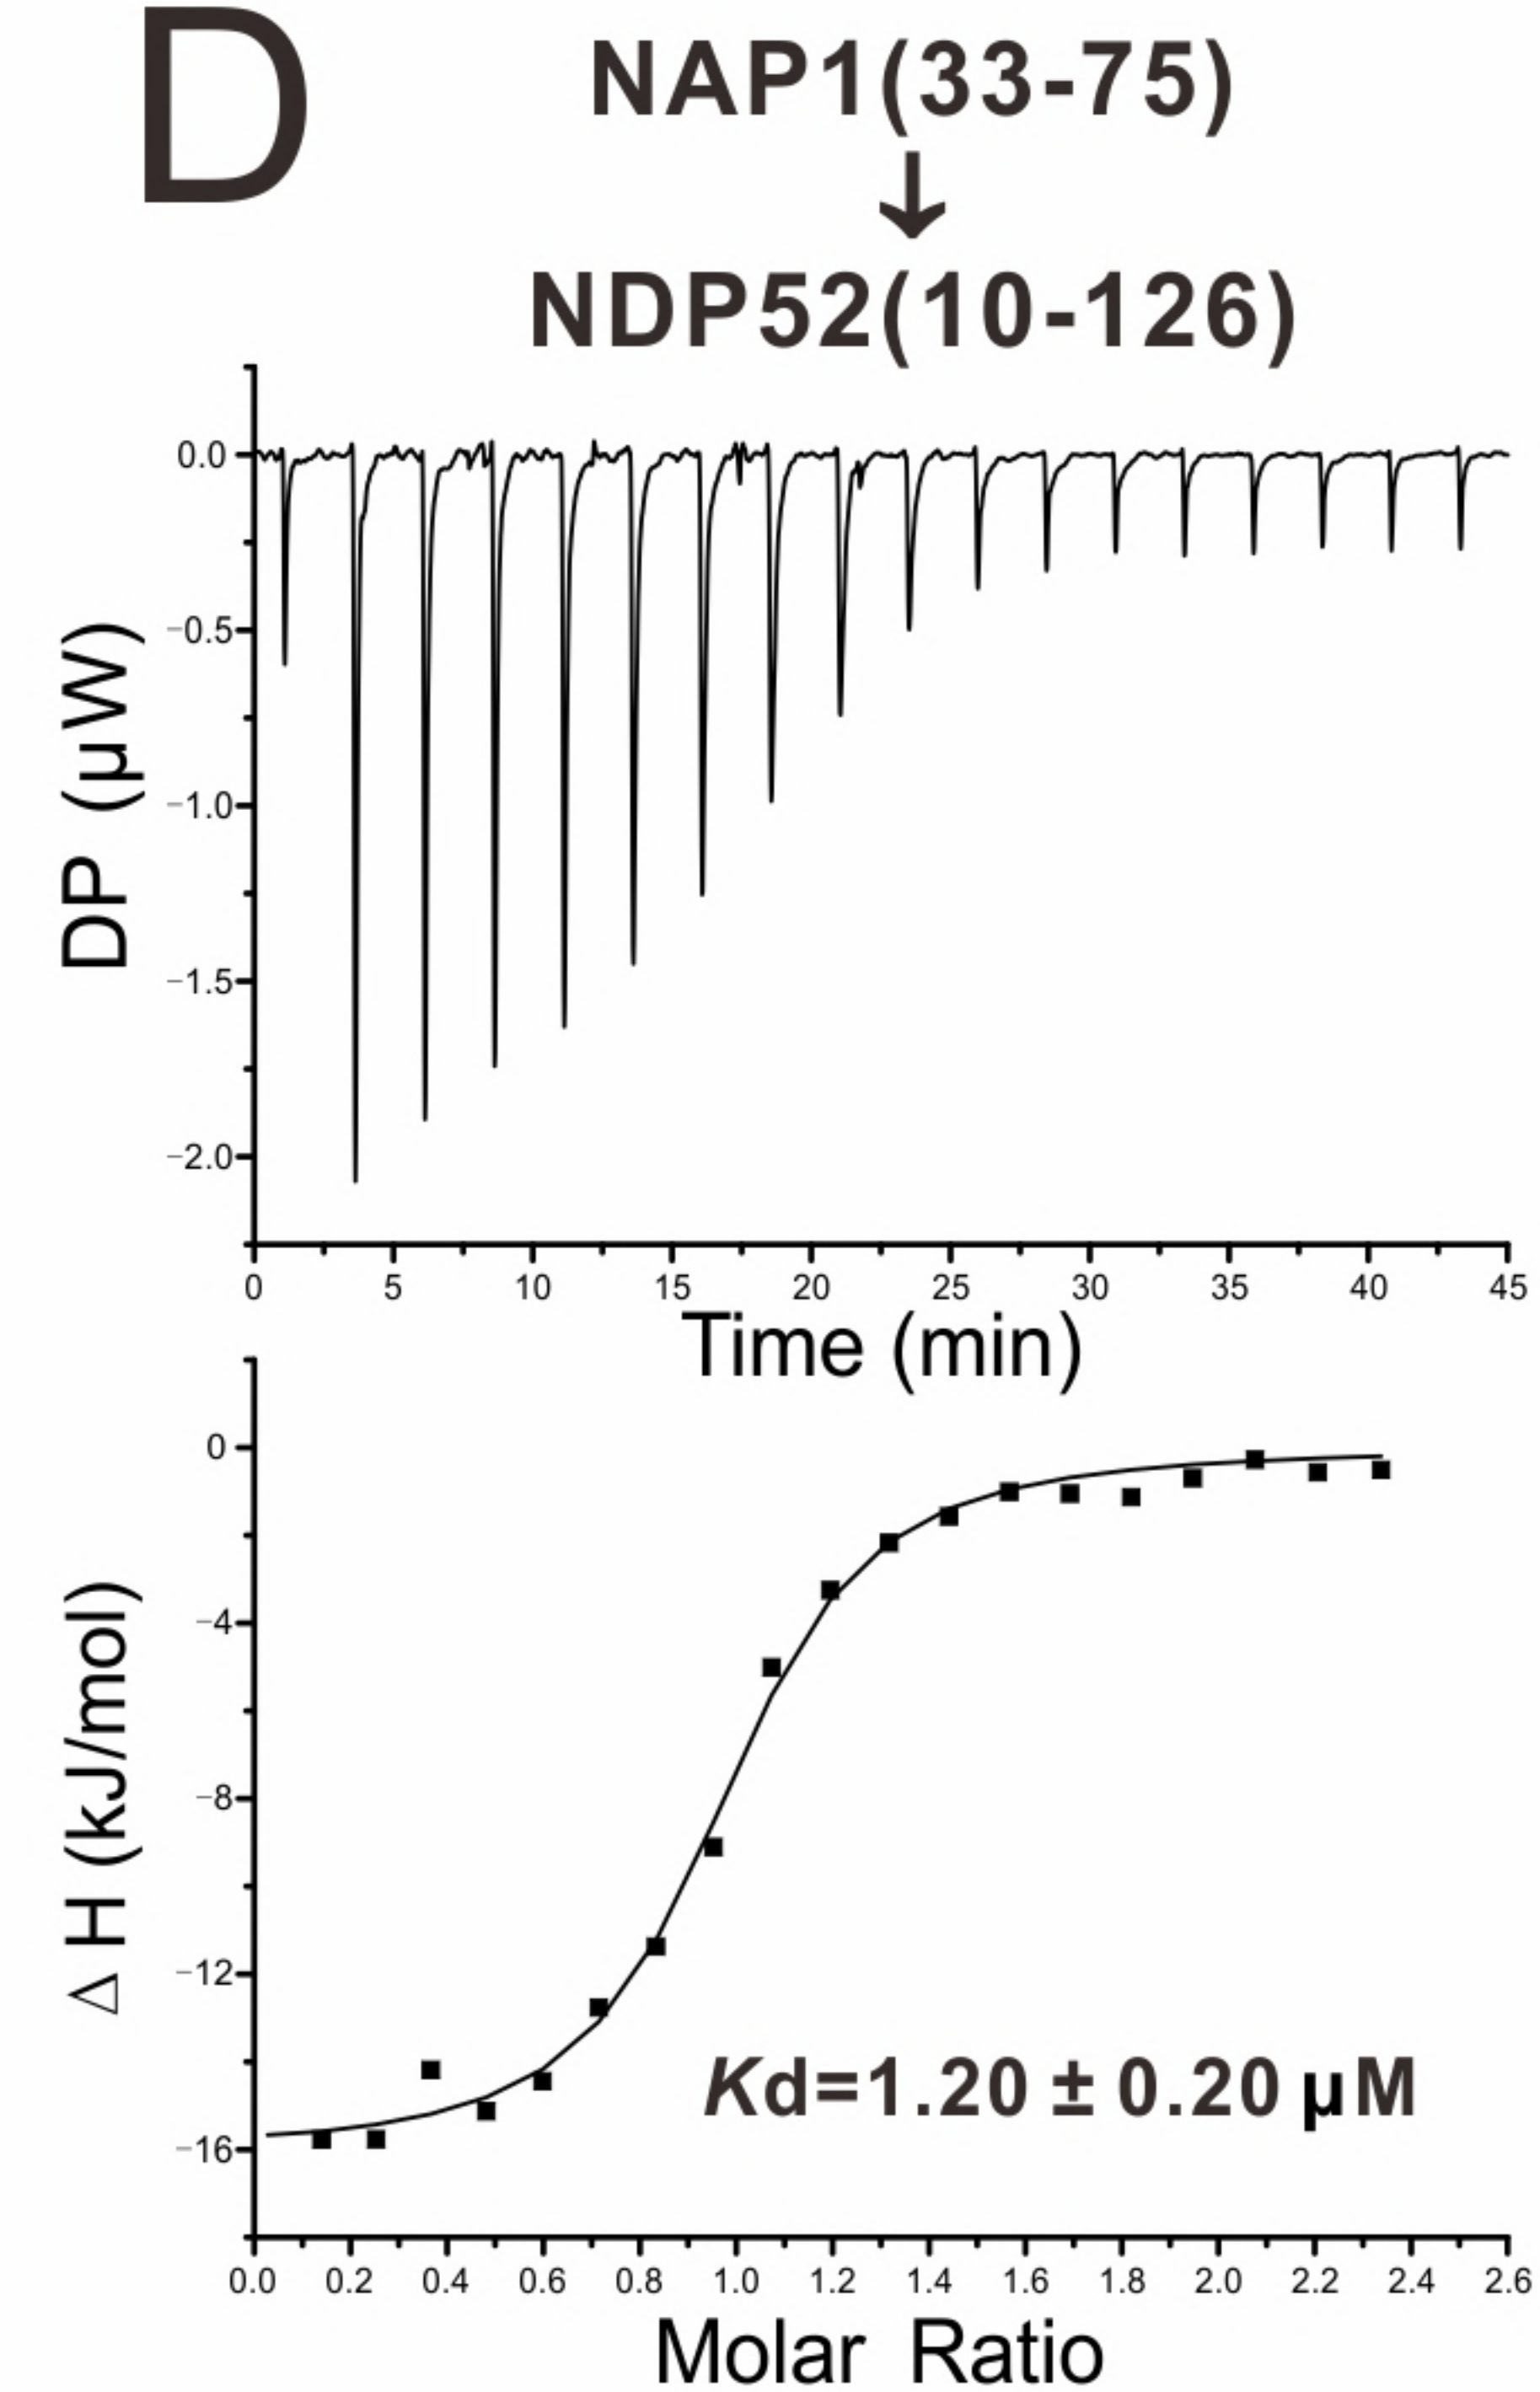 D
NAP1(33-75)
↓
NDP52(10-126)
DP (µW)
0.0
−0.5
−1.0
−1.5
−2.0
0 5 10 15 20 25 30 35 40 45
Time (min)
△ H (kJ/mol)
0
−4
−8
−12
−16
Kd=1.20 ± 0.20 µM
0.0 0.2 0.4 0.6 0.8 1.0 1.2 1.4 1.6 1.8 2.0 2.2 2.4 2.6
Molar Ratio